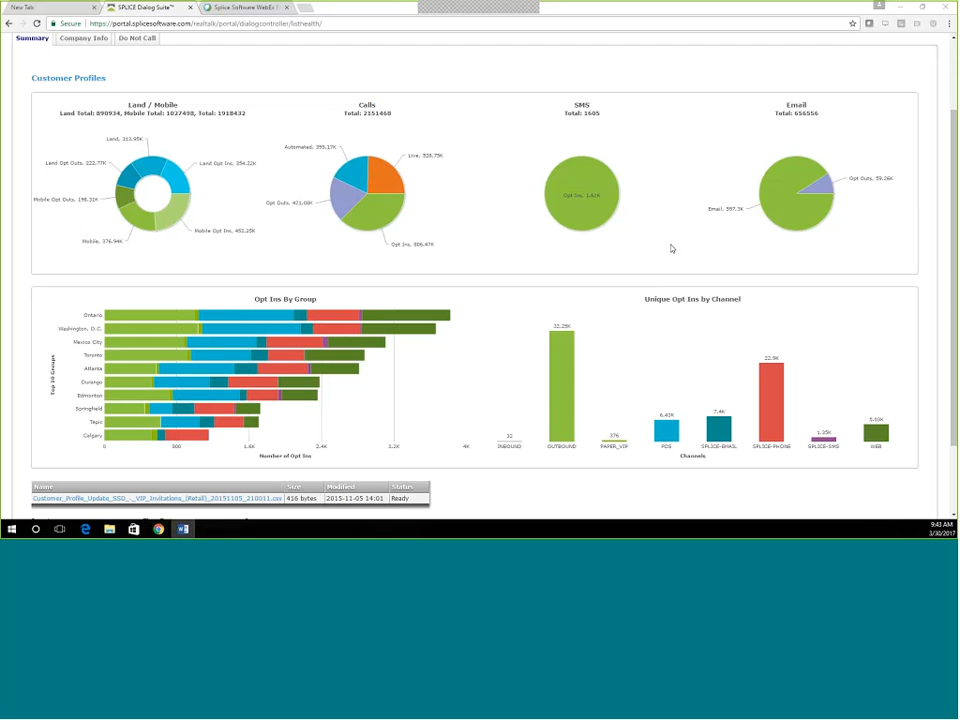 New Tab
SPLICE Dialog Suite™
Splice Software WebEx
Secure
https://portal.splicesoftware.com/realtalk/portal/dialogcontroller/listhealth/
Summary
Company Info
Do Not Call
Customer Profiles
Land / Mobile
Land Total: 890934, Mobile Total: 1027498, Total: 1918432
Land, 313.95K
Land Opt Outs, 222.77K
Land Opt Ins, 354.22K
Mobile Opt Outs, 198.31K
Mobile Opt Ins, 452.25K
Mobile, 376.94K
Calls
Total: 2151468
Automated, 395.17K
Live, 528.75K
Opt Outs, 421.08K
Opt Ins, 806.47K
SMS
Total: 1605
Opt Ins, 1.61K
Email
Total: 656556
Opt Outs, 59.26K
Email, 597.3K
Opt Ins By Group
Top 10 Groups
Ontario
Washington, D.C.
Mexico City
Toronto
Atlanta
Durango
Edmonton
Springfield
Tepic
Calgary
0 800 1.6K 2.4K 3.2K 4K
Number of Opt Ins
Unique Opt Ins by Channel
32
32.25K
376
6.43K
7.4K
22.9K
1.35K
5.03K
INBOUND OUTBOUND PAPER_VIP POS SPLICE-EMAIL SPLICE-PHONE SPLICE-SMS WEB
Channels
Name Size Modified Status
Customer_Profile_Update_SSD_-_VIP_Invitations_(Retail)_20151105_210011.csv 416 bytes 2015-11-05 14:01 Ready
9:43 AM
3/30/2017